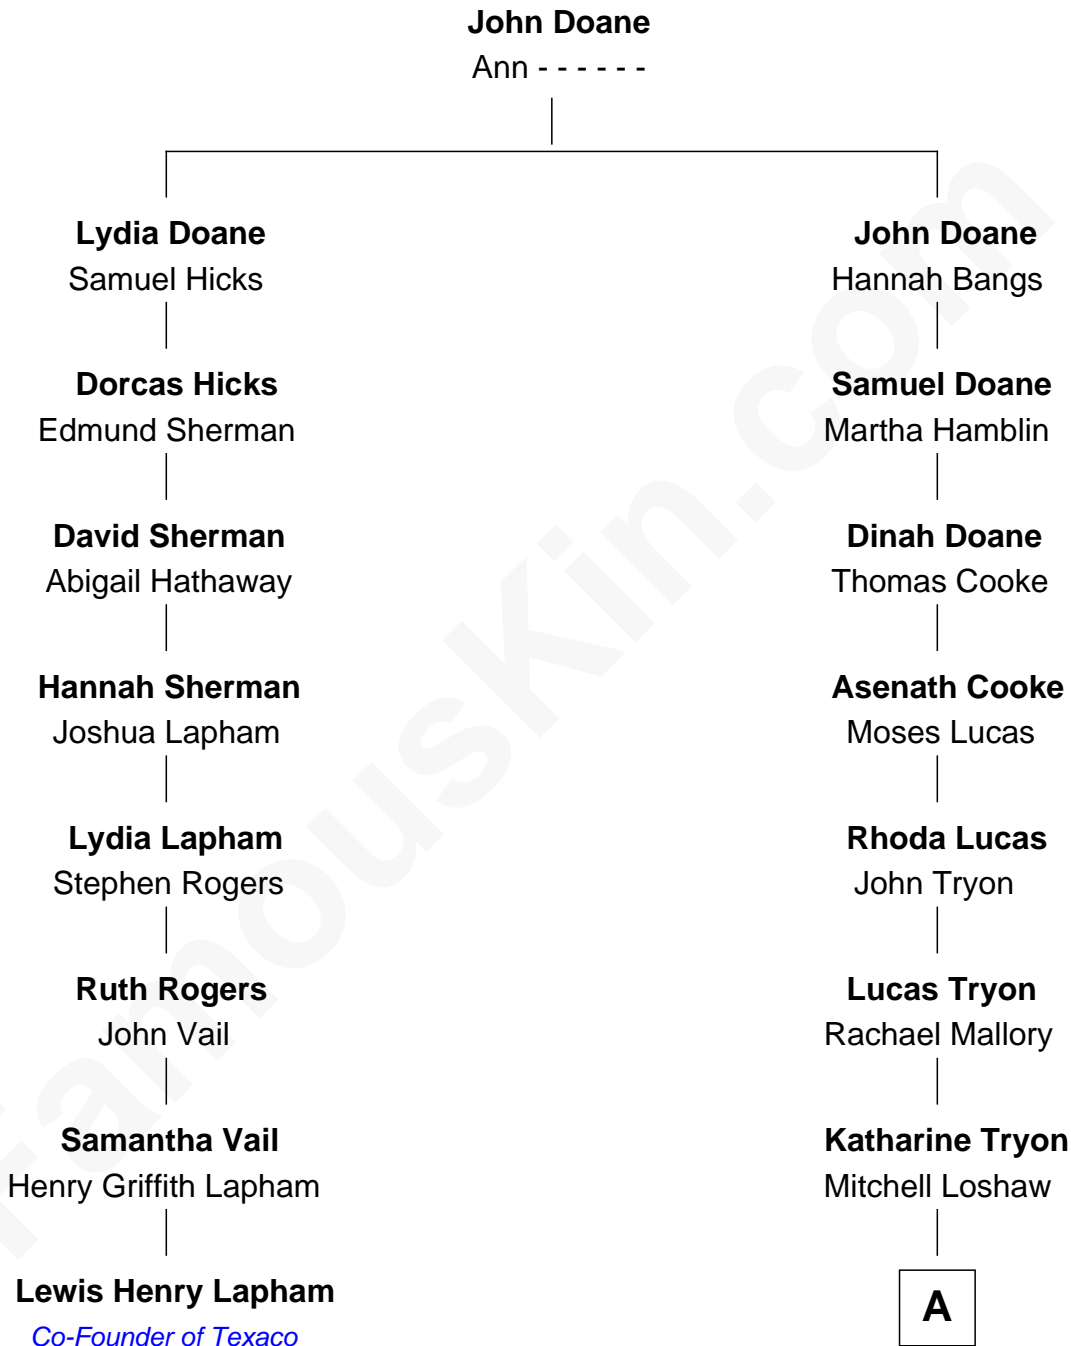 John Doane
Ann - - - - - -
Lydia Doane
Samuel Hicks
John Doane
Hannah Bangs
Dorcas Hicks
Edmund Sherman
Samuel Doane
Martha Hamblin
David Sherman
Abigail Hathaway
Dinah Doane
Thomas Cooke
Hannah Sherman
Joshua Lapham
Asenath Cooke
Moses Lucas
Lydia Lapham
Stephen Rogers
Rhoda Lucas
John Tryon
Ruth Rogers
John Vail
Lucas Tryon
Rachael Mallory
Samantha Vail
Henry Griffith Lapham
Katharine Tryon
Mitchell Loshaw
Lewis Henry Lapham
Co-Founder of Texaco
A
FamousKin.com